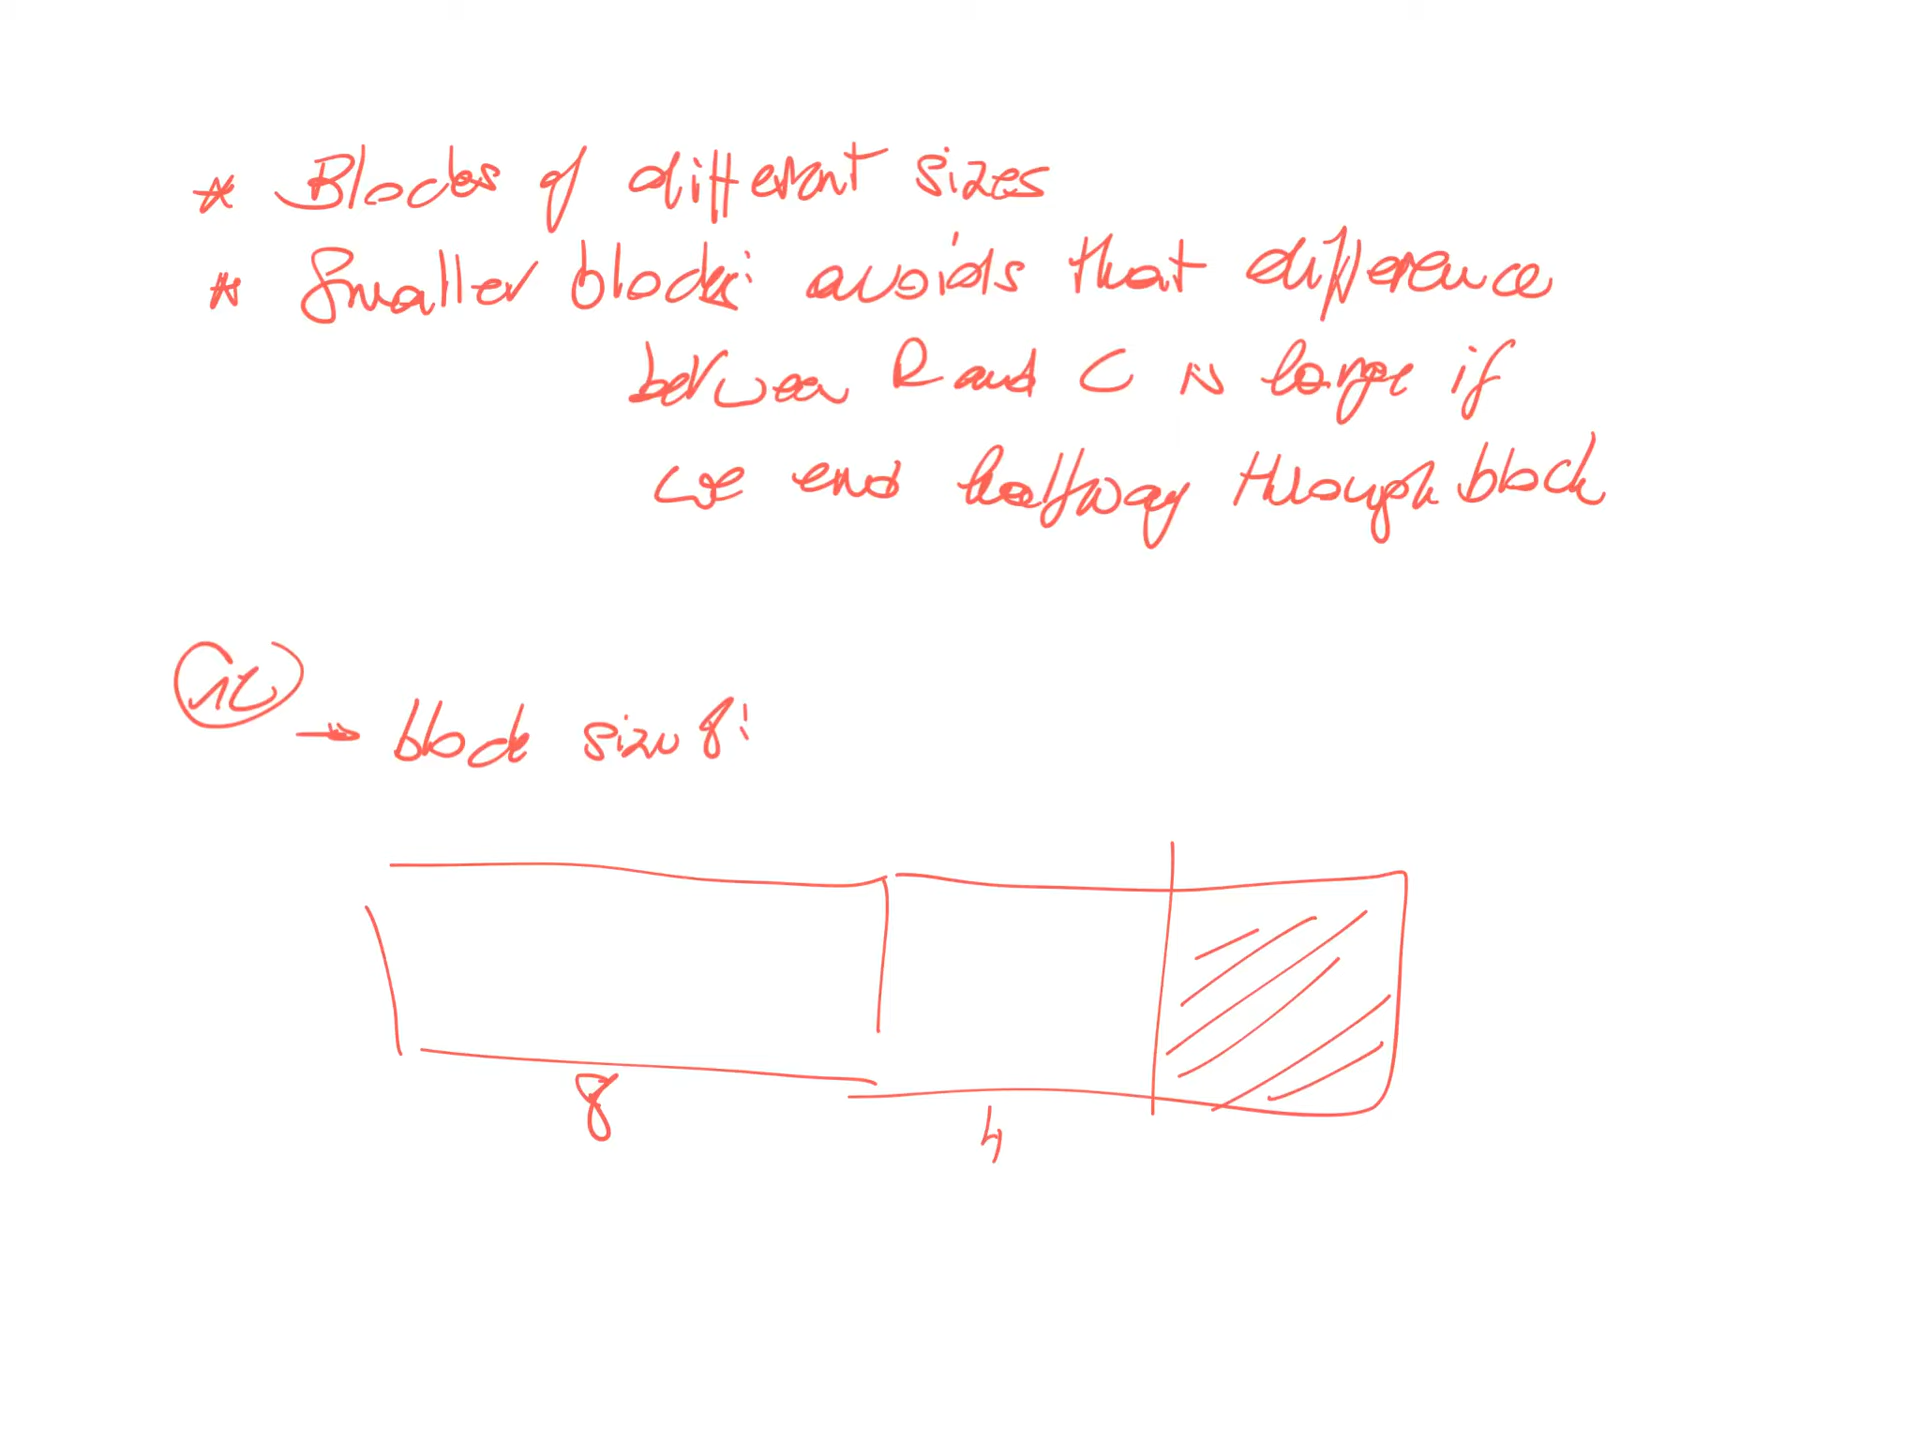 * Blocks of different sizes
* Smaller blocks: avoids that difference
between R and C is large if
we end halfway through block
12
→ block size 8:
8
4